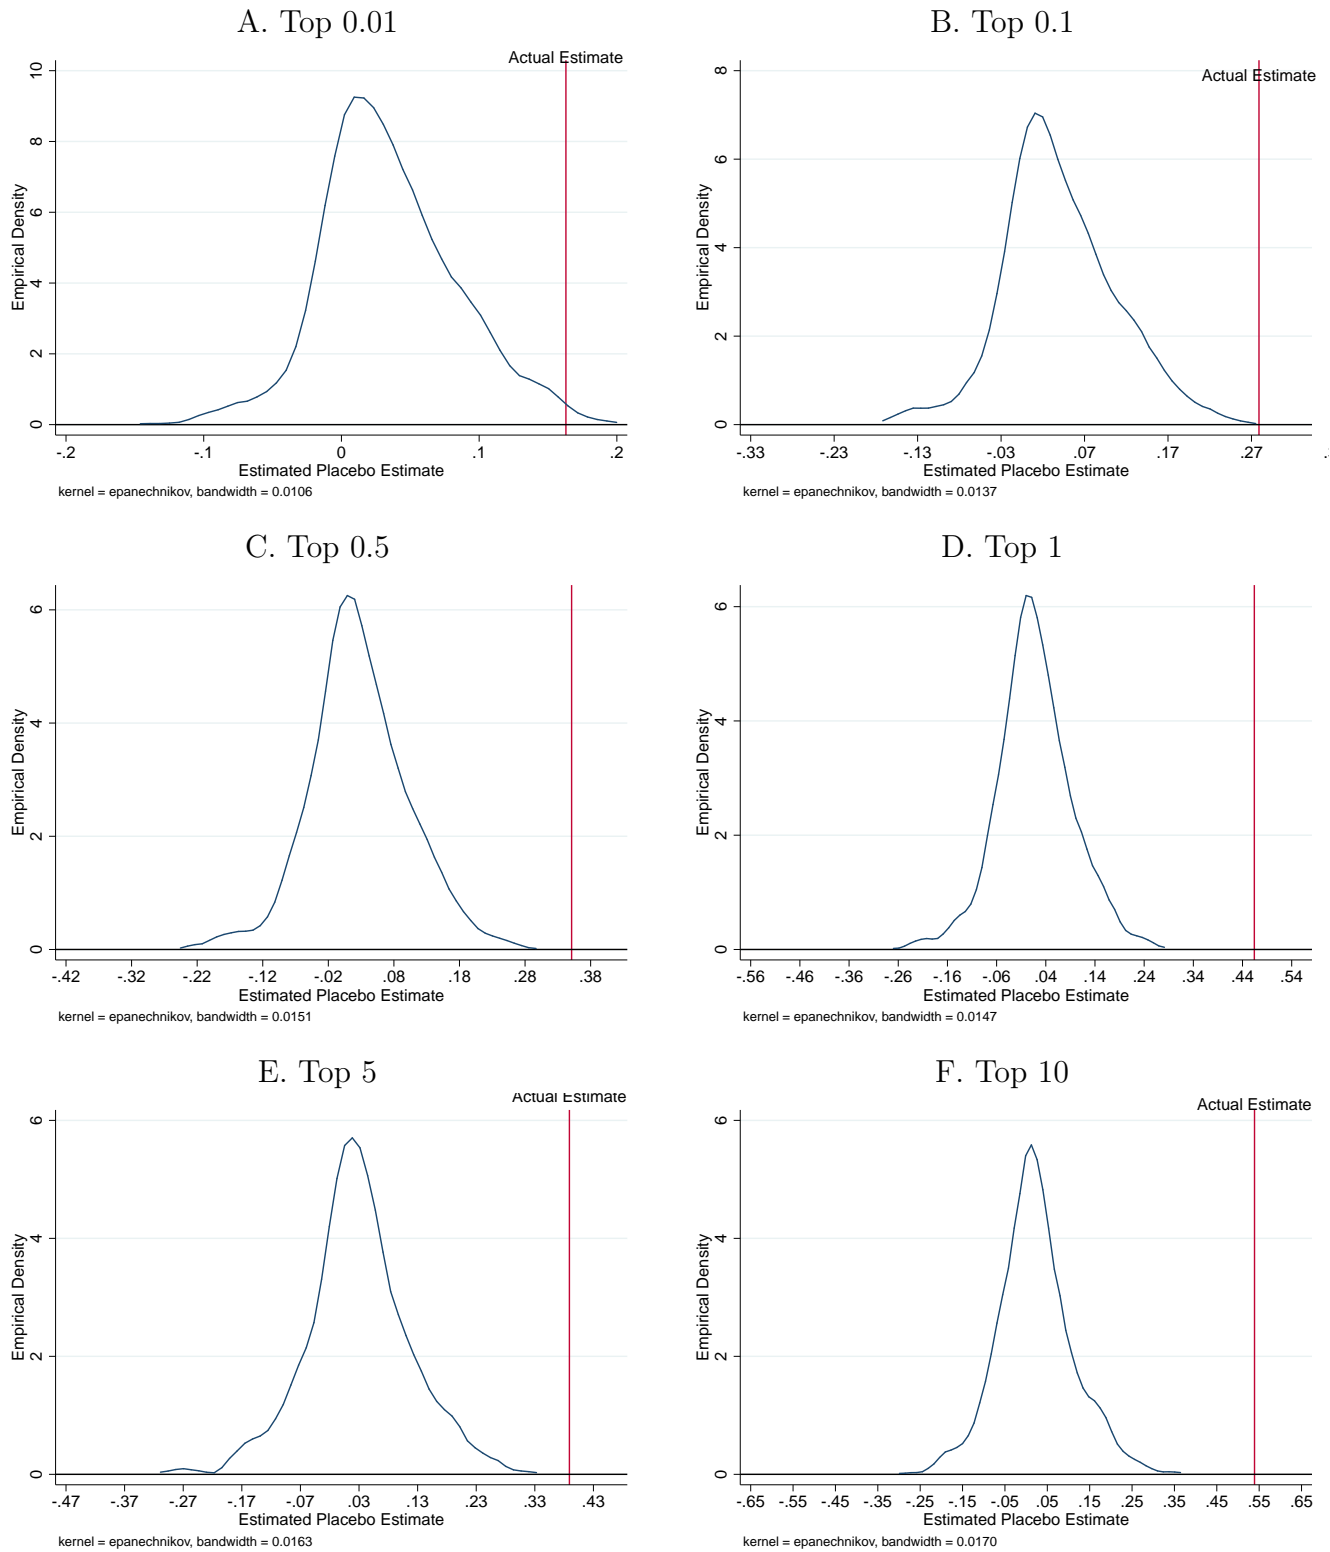 A. Top 0.01
Actual Estimate
Empirical Density
10
8
6
4
2
0
-.2 -.1 0 .1 .2
Estimated Placebo Estimate
kernel = epanechnikov, bandwidth = 0.0106
B. Top 0.1
Actual Estimate
Empirical Density
8
6
4
2
0
-.33 -.23 -.13 -.03 .07 .17 .27
Estimated Placebo Estimate
kernel = epanechnikov, bandwidth = 0.0137
C. Top 0.5
Empirical Density
6
4
2
0
-.42 -.32 -.22 -.12 -.02 .08 .18 .28 .38
Estimated Placebo Estimate
kernel = epanechnikov, bandwidth = 0.0151
D. Top 1
Empirical Density
6
4
2
0
-.56 -.46 -.36 -.26 -.16 -.06 .04 .14 .24 .34 .44 .54
Estimated Placebo Estimate
kernel = epanechnikov, bandwidth = 0.0147
E. Top 5
Actual Estimate
Empirical Density
6
4
2
0
-.47 -.37 -.27 -.17 -.07 .03 .13 .23 .33 .43
Estimated Placebo Estimate
kernel = epanechnikov, bandwidth = 0.0163
F. Top 10
Actual Estimate
Empirical Density
6
4
2
0
-.65 -.55 -.45 -.35 -.25 -.15 -.05 .05 .15 .25 .35 .45 .55 .65
Estimated Placebo Estimate
kernel = epanechnikov, bandwidth = 0.0170